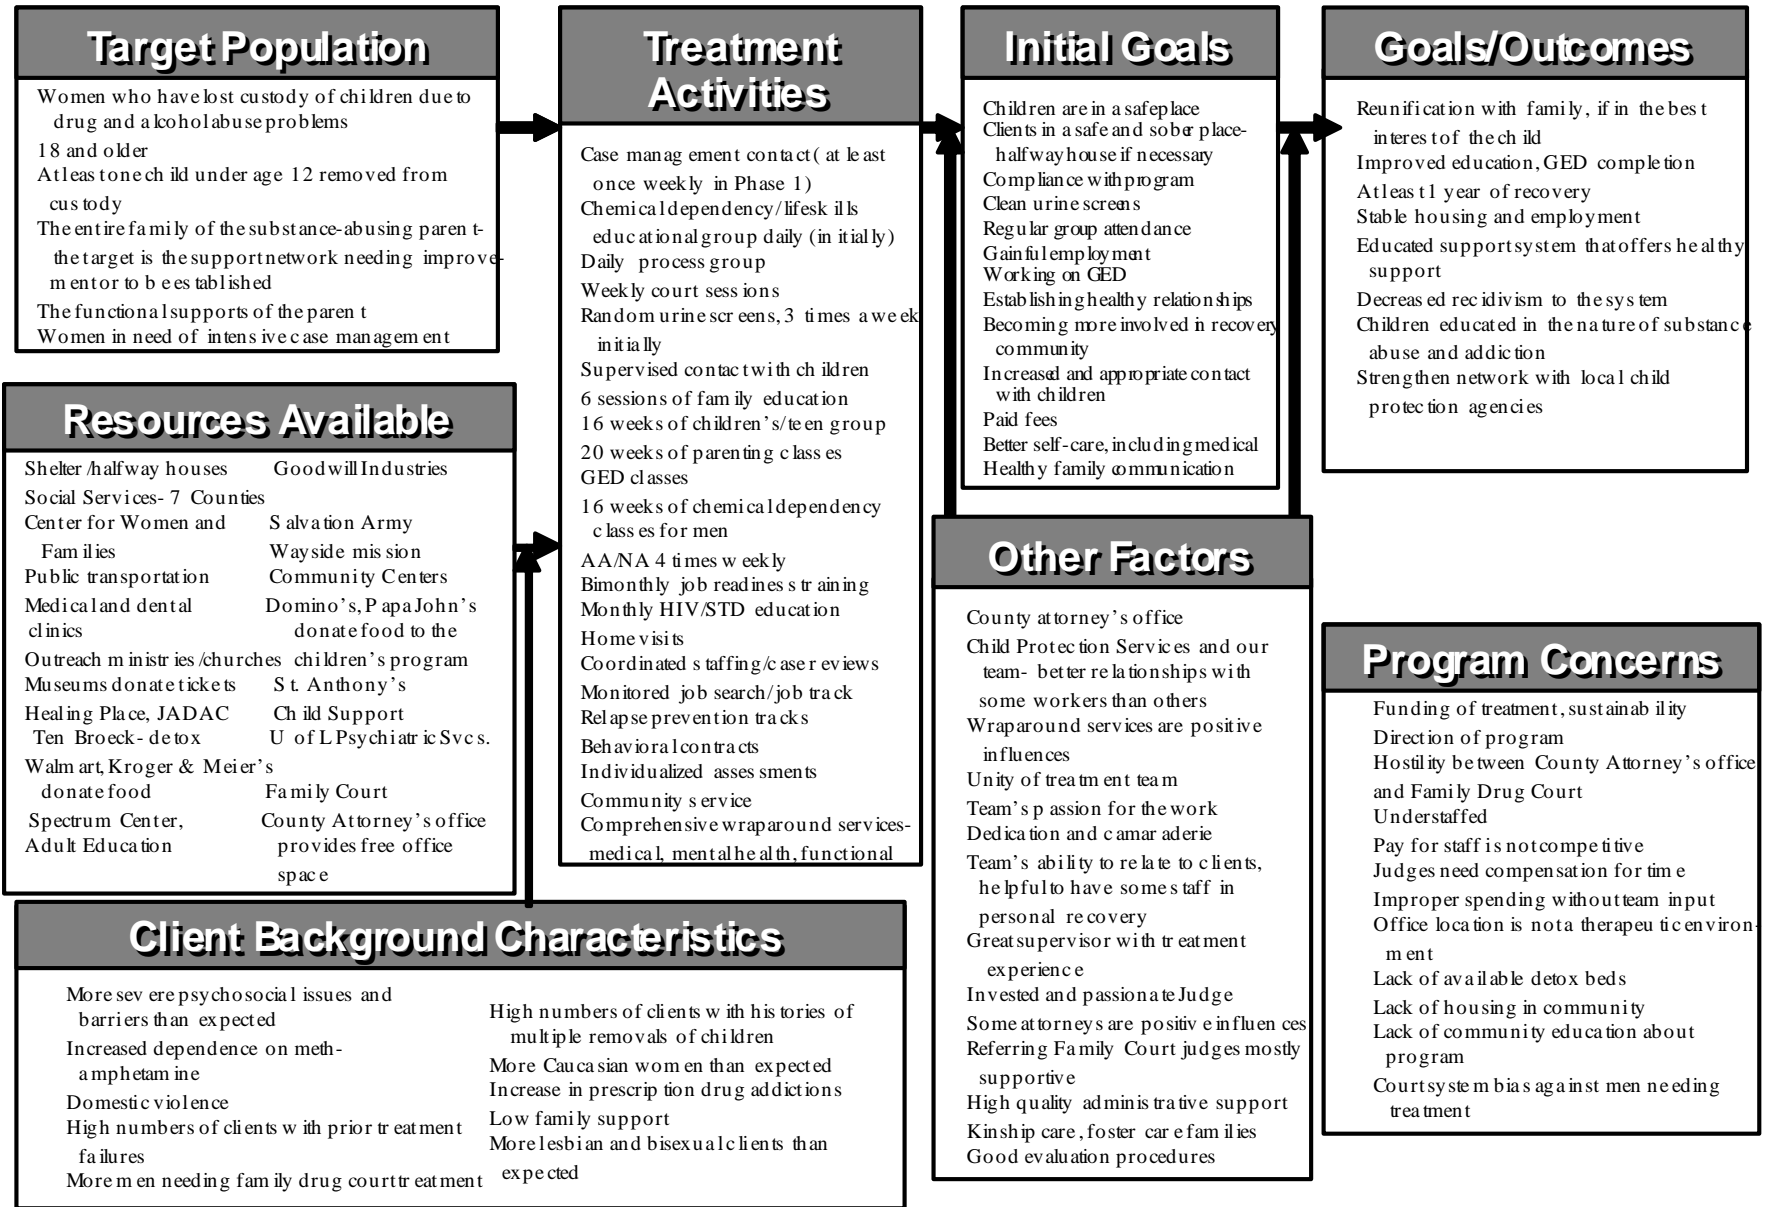 Target Population
Women who have lost custody of children due to
drug and alcohol abuse problems
18 and older
At least one child under age 12 removed from
custody
The entire family of the substance-abusing parent-
the target is the support network needing improve-
ment or to be established
The functional supports of the parent
Women in need of intensive case management
Resources Available
Shelter/halfway houses Goodwill Industries
Social Services- 7 Counties
Center for Women and Salvation Army
Families Wayside mission
Public transportation Community Centers
Medical and dental Domino's, Papa John's
clinics donate food to the
Outreach ministries/churches children's program
Museums donate tickets St. Anthony's
Healing Place, JADAC Child Support
Ten Broeck- detox U of L Psychiatric Svcs.
Walmart, Kroger & Meier's
donate food Family Court
Spectrum Center, County Attorney's office
Adult Education provides free office
space
Client Background Characteristics
More severe psychosocial issues and
barriers than expected
Increased dependence on meth-
amphetamine
Domestic violence
High numbers of clients with prior treatment
failures
More men needing family drug court treatment
High numbers of clients with histories of
multiple removals of children
More Caucasian women than expected
Increase in prescription drug addictions
Low family support
More lesbian and bisexual clients than
expected
Treatment
Activities
Case management contact (at least
once weekly in Phase 1)
Chemical dependency/lifeskills
educational group daily (initially)
Daily process group
Weekly court sessions
Random urine screens, 3 times a week
initially
Supervised contact with children
6 sessions of family education
16 weeks of children's/teen group
20 weeks of parenting classes
GED classes
16 weeks of chemical dependency
classes for men
AA/NA 4 times weekly
Bimonthly job readiness training
Monthly HIV/STD education
Home visits
Coordinated staffing/case reviews
Monitored job search/job track
Relapse prevention tracks
Behavioral contracts
Individualized assessments
Community service
Comprehensive wraparound services-
medical, mental health, functional
Initial Goals
Children are in a safe place
Clients in a safe and sober place-
halfway house if necessary
Compliance with program
Clean urine screens
Regular group attendance
Gainful employment
Working on GED
Establishing healthy relationships
Becoming more involved in recovery
community
Increased and appropriate contact
with children
Paid fees
Better self-care, including medical
Healthy family communication
Other Factors
County attorney's office
Child Protection Services and our
team- better relationships with
some workers than others
Wraparound services are positive
influences
Unity of treatment team
Team's passion for the work
Dedication and camaraderie
Team's ability to relate to clients,
helpful to have some staff in
personal recovery
Great supervisor with treatment
experience
Invested and passionate Judge
Some attorneys are positive influences
Referring Family Court judges mostly
supportive
High quality administrative support
Kinship care, foster care families
Good evaluation procedures
Goals/Outcomes
Reunification with family, if in the best
interest of the child
Improved education, GED completion
At least 1 year of recovery
Stable housing and employment
Educated support system that offers healthy
support
Decreased recidivism to the system
Children educated in the nature of substance
abuse and addiction
Strengthen network with local child
protection agencies
Program Concerns
Funding of treatment, sustainability
Direction of program
Hostility between County Attorney's office
and Family Drug Court
Understaffed
Pay for staff is not competitive
Judges need compensation for time
Improper spending without team input
Office location is not a therapeutic environ-
ment
Lack of available detox beds
Lack of housing in community
Lack of community education about
program
Court system bias against men needing
treatment